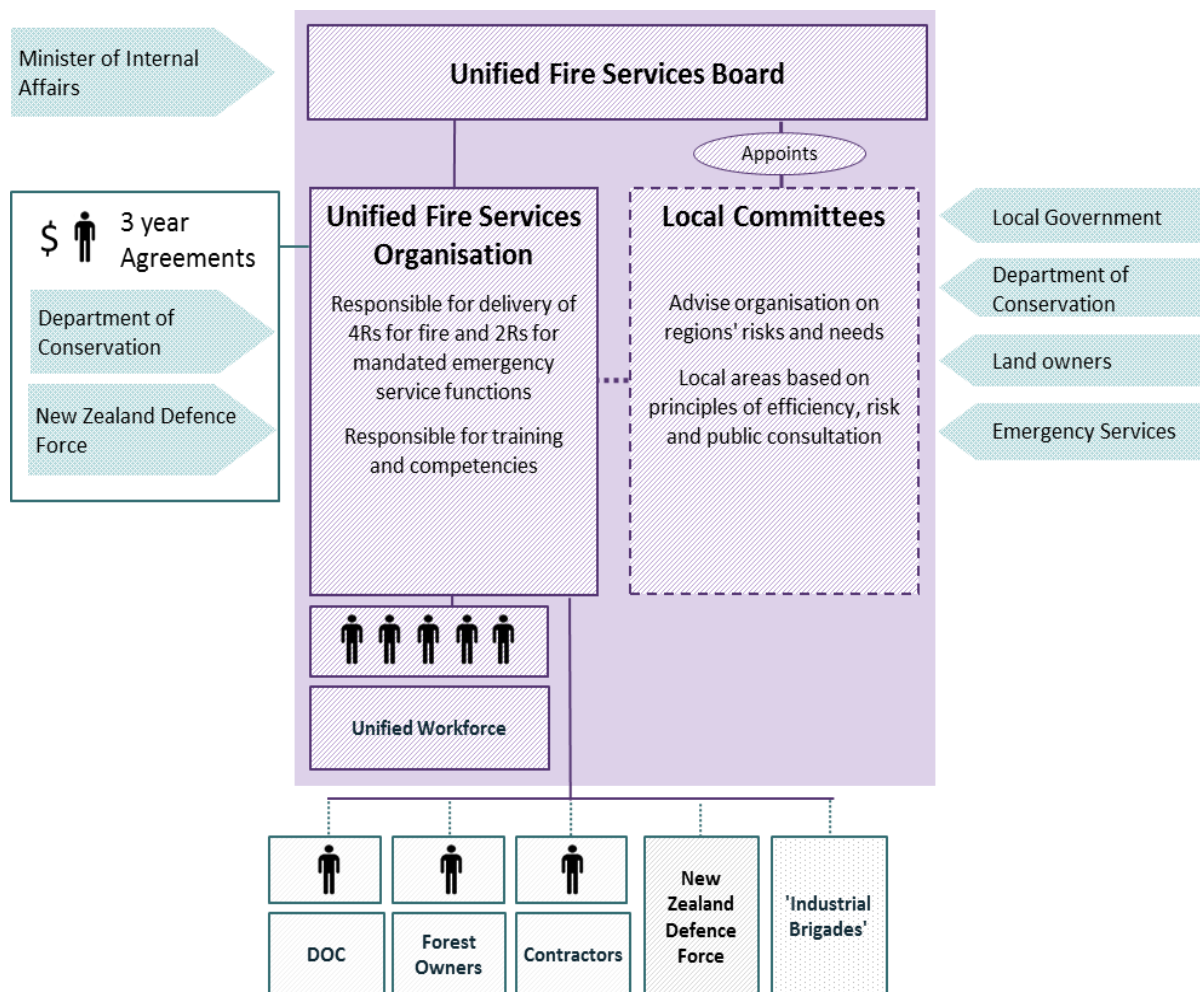 Minister of Internal
Affairs
Unified Fire Services Board
Appoints
$
3 year
Agreements
Department of
Conservation
New Zealand Defence
Force
Unified Fire Services
Organisation
Responsible for delivery of
4Rs for fire and 2Rs for
mandated emergency
service functions
Responsible for training
and competencies
Local Committees
Advise organisation on
regions' risks and needs
Local areas based on
principles of efficiency, risk
and public consultation
Local Government
Department of
Conservation
Land owners
Emergency Services
Unified Workforce
DOC
Forest
Owners
Contractors
New
Zealand
Defence
Force
'Industrial
Brigades'